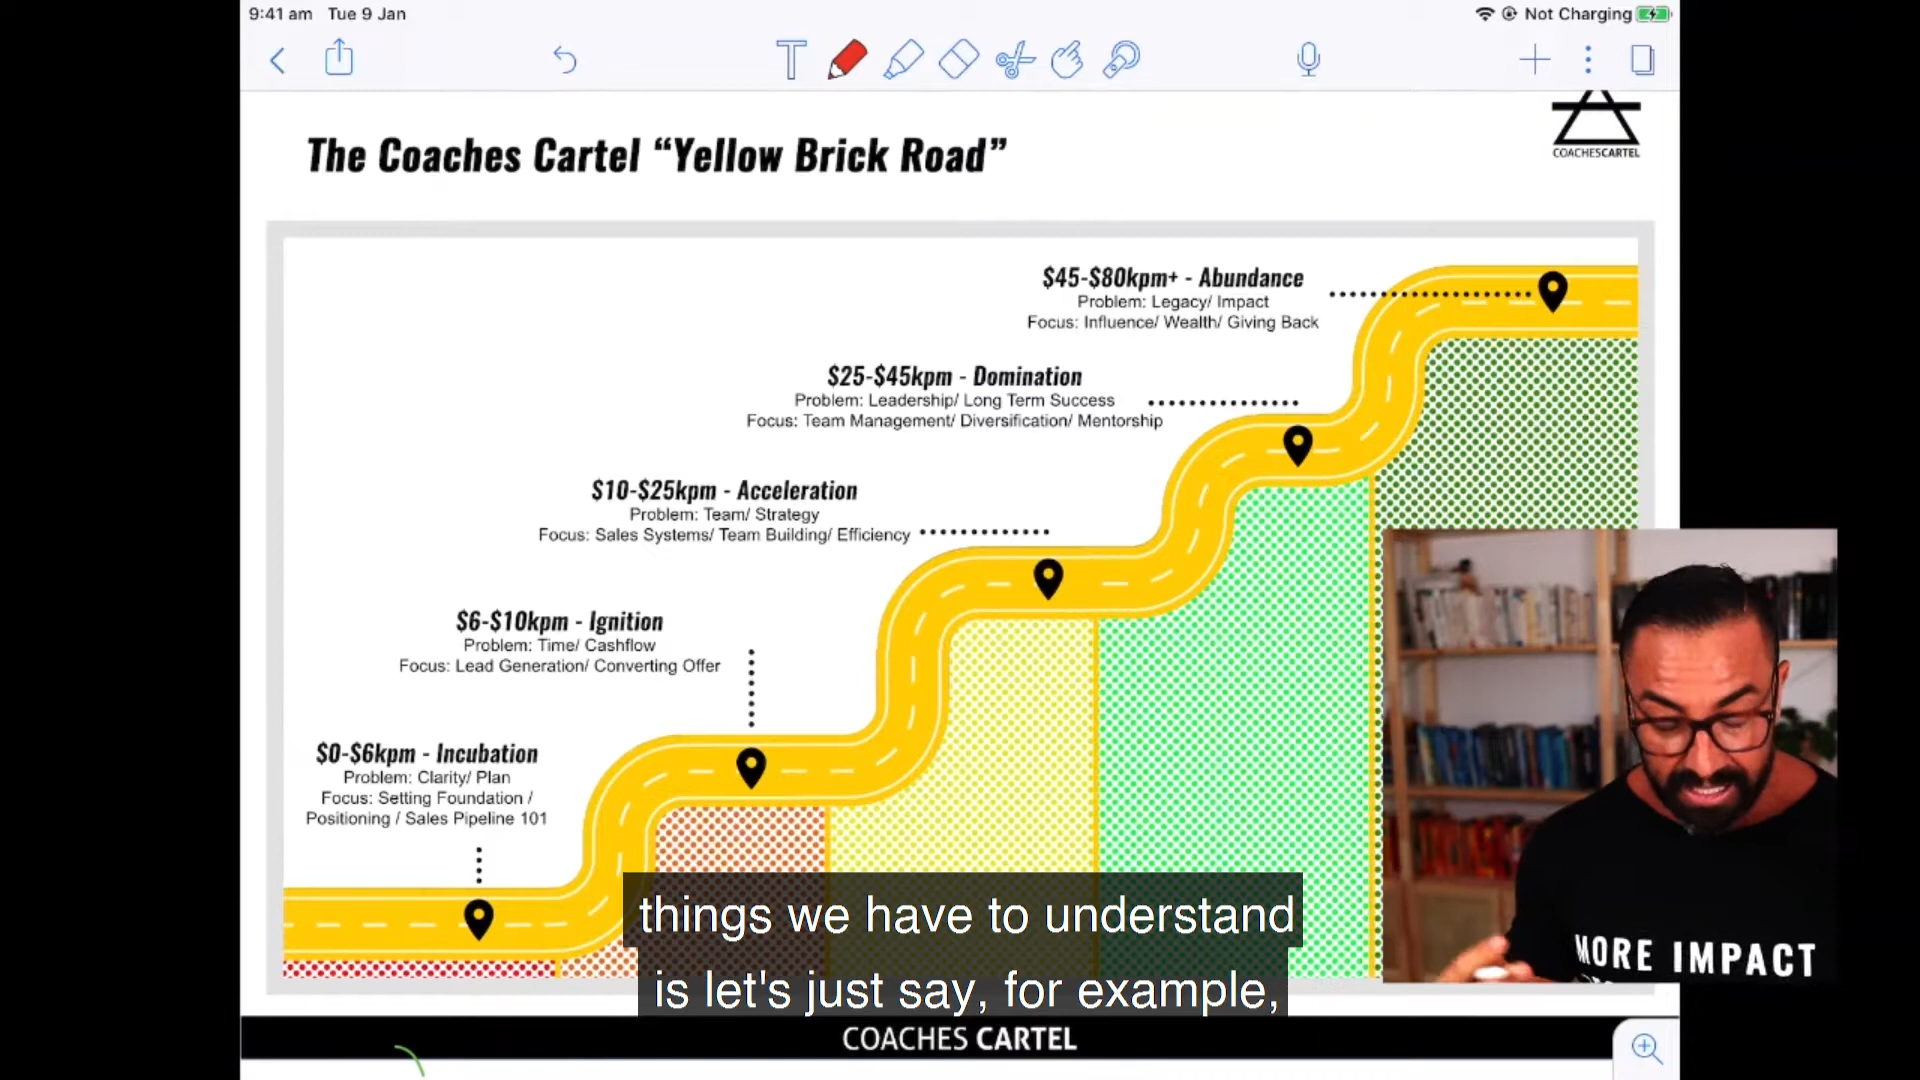 9:41 am Tue 9 Jan
Not Charging
T
COACHESCARTEL
The Coaches Cartel “Yellow Brick Road”
$45-$80kpm+ - Abundance
Problem: Legacy/ Impact
Focus: Influence/ Wealth/ Giving Back
$25-$45kpm - Domination
Problem: Leadership/ Long Term Success
Focus: Team Management/ Diversification/ Mentorship
$10-$25kpm - Acceleration
Problem: Team/ Strategy
Focus: Sales Systems/ Team Building/ Efficiency
$6-$10kpm - Ignition
Problem: Time/ Cashflow
Focus: Lead Generation/ Converting Offer
$0-$6kpm - Incubation
Problem: Clarity/ Plan
Focus: Setting Foundation /
Positioning / Sales Pipeline 101
MORE IMPACT
things we have to understand
is let's just say, for example,
COACHES CARTEL